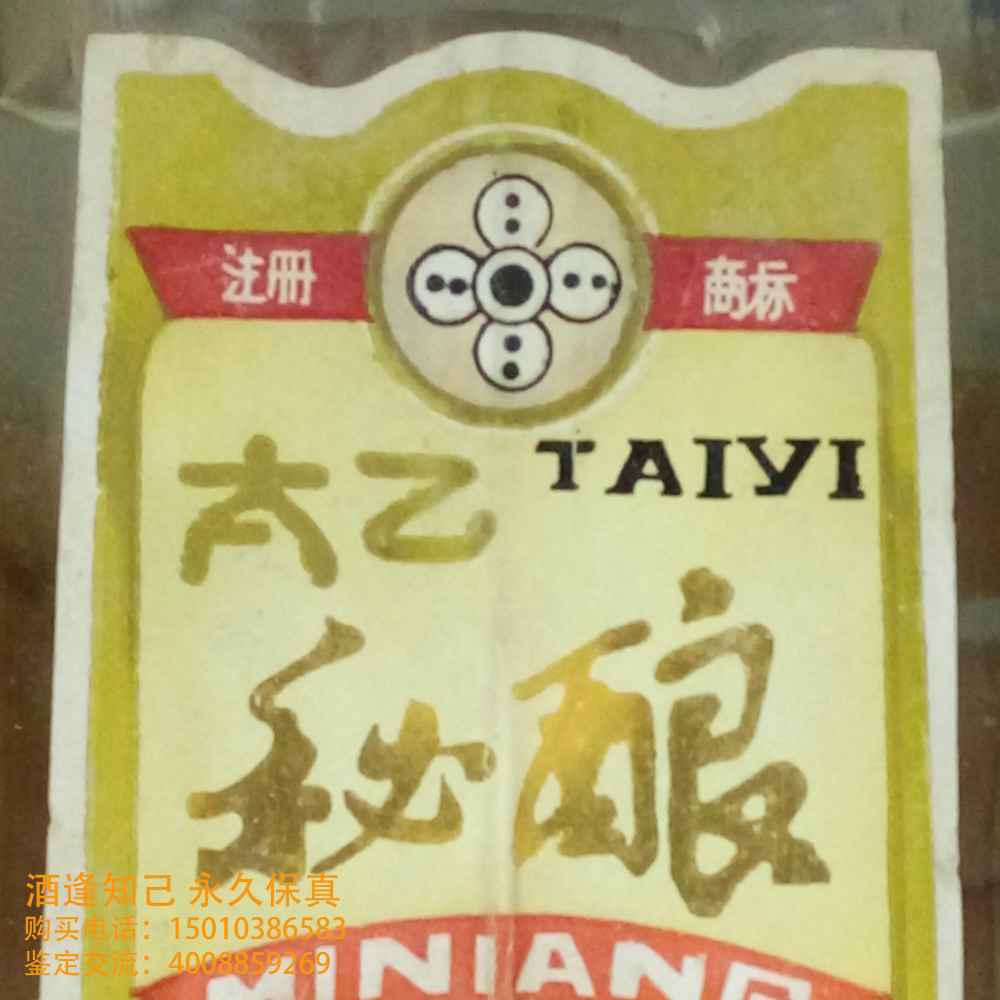 注册 商标
太乙 TAIYI
秘酿
MINIANG
酒逢知己 永久保真
购买电话：15010386583
鉴定交流：4008859269